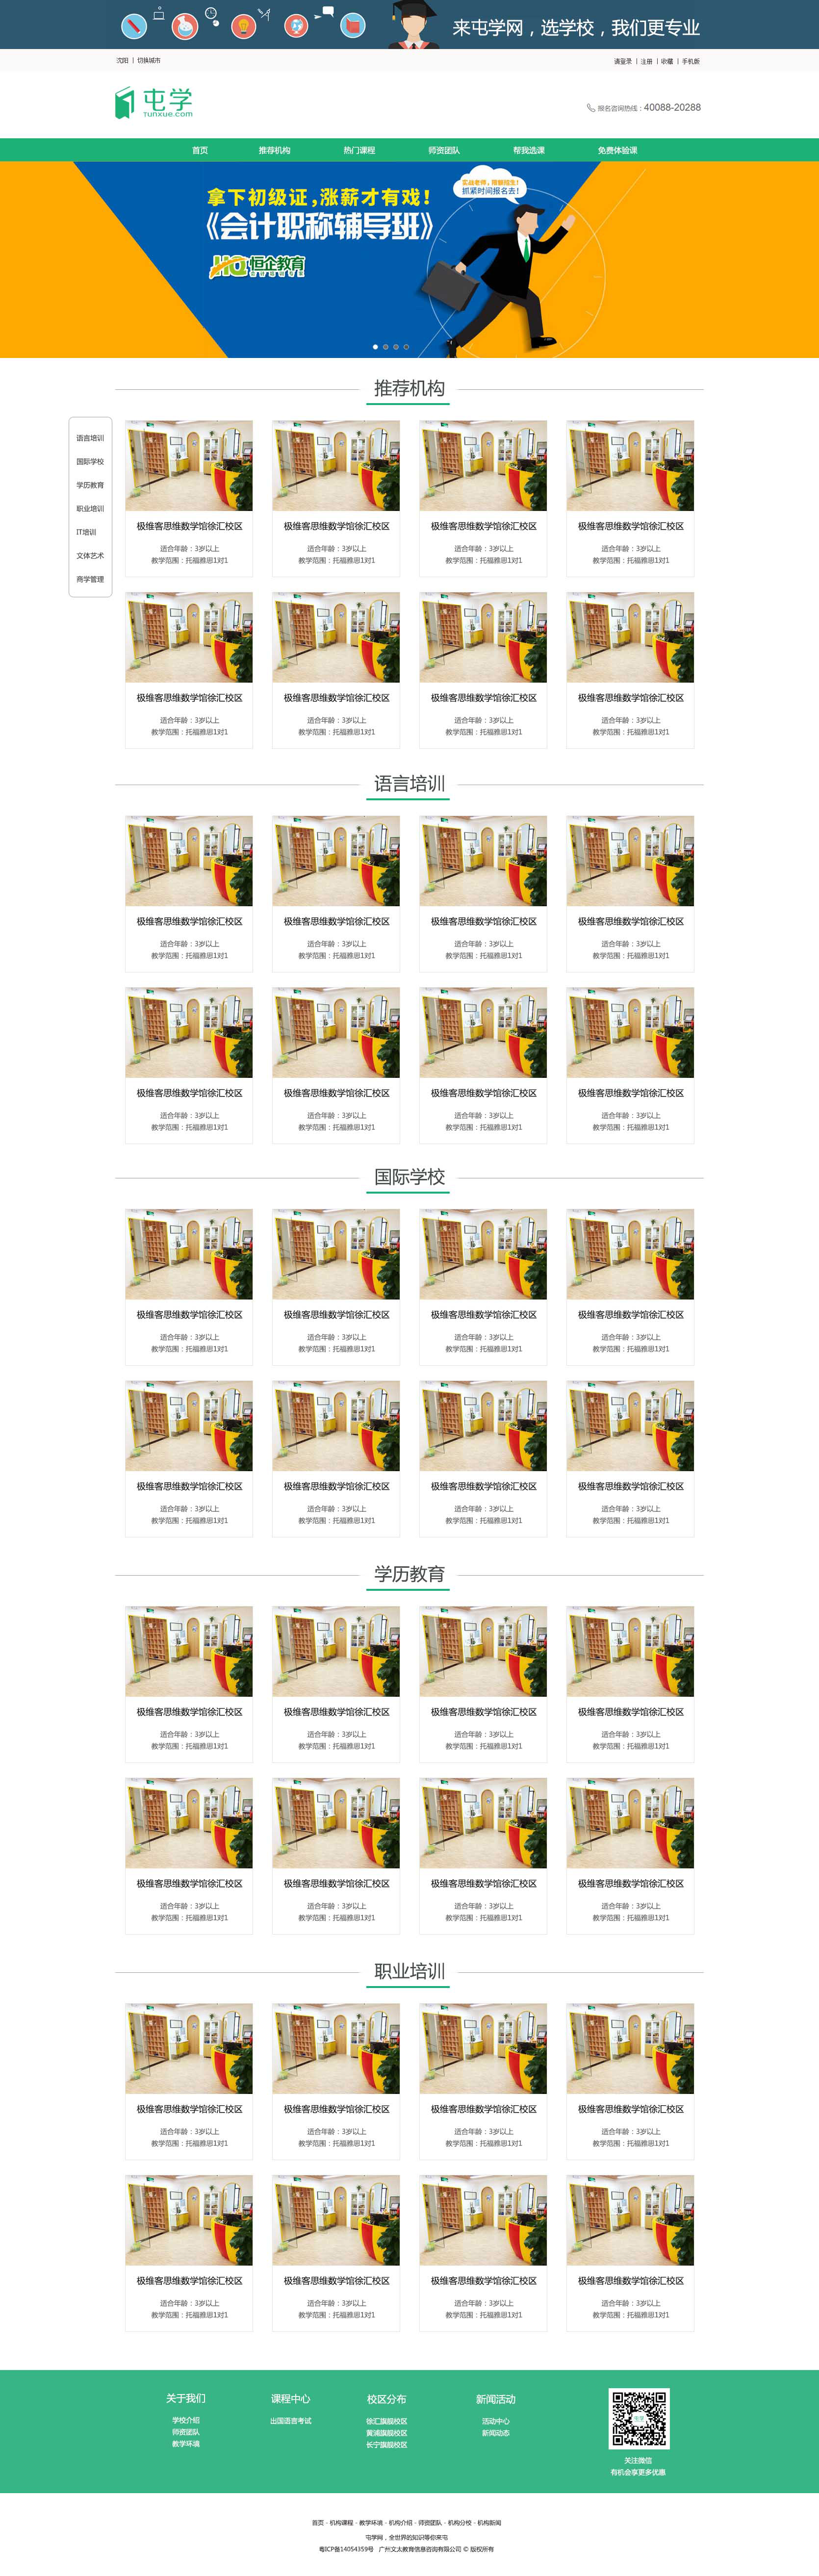 来屯学网，选学校，我们更专业
沈阳 | 切换城市
请登录 | 注册 | 收藏 | 手机版
屯学
Tunxue.com
报名咨询热线：40088-20288
首页 推荐机构 热门课程 师资团队 帮我选课 免费体验课
实战老师，陪额招生！
抓紧时间报名去！
拿下初级证，涨薪才有戏！
《会计职称辅导班》
HQ 恒企教育
推荐机构
语言培训
国际学校
学历教育
职业培训
IT培训
文体艺术
商学管理
极维客思维数学馆徐汇校区 极维客思维数学馆徐汇校区 极维客思维数学馆徐汇校区 极维客思维数学馆徐汇校区
适合年龄：3岁以上 适合年龄：3岁以上 适合年龄：3岁以上 适合年龄：3岁以上
教学范围：托福雅思1对1 教学范围：托福雅思1对1 教学范围：托福雅思1对1 教学范围：托福雅思1对1
极维客思维数学馆徐汇校区 极维客思维数学馆徐汇校区 极维客思维数学馆徐汇校区 极维客思维数学馆徐汇校区
适合年龄：3岁以上 适合年龄：3岁以上 适合年龄：3岁以上 适合年龄：3岁以上
教学范围：托福雅思1对1 教学范围：托福雅思1对1 教学范围：托福雅思1对1 教学范围：托福雅思1对1
语言培训
极维客思维数学馆徐汇校区 极维客思维数学馆徐汇校区 极维客思维数学馆徐汇校区 极维客思维数学馆徐汇校区
适合年龄：3岁以上 适合年龄：3岁以上 适合年龄：3岁以上 适合年龄：3岁以上
教学范围：托福雅思1对1 教学范围：托福雅思1对1 教学范围：托福雅思1对1 教学范围：托福雅思1对1
极维客思维数学馆徐汇校区 极维客思维数学馆徐汇校区 极维客思维数学馆徐汇校区 极维客思维数学馆徐汇校区
适合年龄：3岁以上 适合年龄：3岁以上 适合年龄：3岁以上 适合年龄：3岁以上
教学范围：托福雅思1对1 教学范围：托福雅思1对1 教学范围：托福雅思1对1 教学范围：托福雅思1对1
国际学校
极维客思维数学馆徐汇校区 极维客思维数学馆徐汇校区 极维客思维数学馆徐汇校区 极维客思维数学馆徐汇校区
适合年龄：3岁以上 适合年龄：3岁以上 适合年龄：3岁以上 适合年龄：3岁以上
教学范围：托福雅思1对1 教学范围：托福雅思1对1 教学范围：托福雅思1对1 教学范围：托福雅思1对1
极维客思维数学馆徐汇校区 极维客思维数学馆徐汇校区 极维客思维数学馆徐汇校区 极维客思维数学馆徐汇校区
适合年龄：3岁以上 适合年龄：3岁以上 适合年龄：3岁以上 适合年龄：3岁以上
教学范围：托福雅思1对1 教学范围：托福雅思1对1 教学范围：托福雅思1对1 教学范围：托福雅思1对1
学历教育
极维客思维数学馆徐汇校区 极维客思维数学馆徐汇校区 极维客思维数学馆徐汇校区 极维客思维数学馆徐汇校区
适合年龄：3岁以上 适合年龄：3岁以上 适合年龄：3岁以上 适合年龄：3岁以上
教学范围：托福雅思1对1 教学范围：托福雅思1对1 教学范围：托福雅思1对1 教学范围：托福雅思1对1
极维客思维数学馆徐汇校区 极维客思维数学馆徐汇校区 极维客思维数学馆徐汇校区 极维客思维数学馆徐汇校区
适合年龄：3岁以上 适合年龄：3岁以上 适合年龄：3岁以上 适合年龄：3岁以上
教学范围：托福雅思1对1 教学范围：托福雅思1对1 教学范围：托福雅思1对1 教学范围：托福雅思1对1
职业培训
极维客思维数学馆徐汇校区 极维客思维数学馆徐汇校区 极维客思维数学馆徐汇校区 极维客思维数学馆徐汇校区
适合年龄：3岁以上 适合年龄：3岁以上 适合年龄：3岁以上 适合年龄：3岁以上
教学范围：托福雅思1对1 教学范围：托福雅思1对1 教学范围：托福雅思1对1 教学范围：托福雅思1对1
极维客思维数学馆徐汇校区 极维客思维数学馆徐汇校区 极维客思维数学馆徐汇校区 极维客思维数学馆徐汇校区
适合年龄：3岁以上 适合年龄：3岁以上 适合年龄：3岁以上 适合年龄：3岁以上
教学范围：托福雅思1对1 教学范围：托福雅思1对1 教学范围：托福雅思1对1 教学范围：托福雅思1对1
关于我们
学校介绍
师资团队
教学环境
课程中心
出国语言考试
校区分布
徐汇旗舰校区
黄浦旗舰校区
长宁旗舰校区
新闻活动
活动中心
新闻动态
关注微信
有机会享更多优惠
首页 - 机构课程 - 教学环境 - 机构介绍 - 师资团队 - 机构分校 - 机构新闻
屯学网，全世界的知识等你来屯
粤ICP备14054359号 广州文太教育信息咨询有限公司 © 版权所有